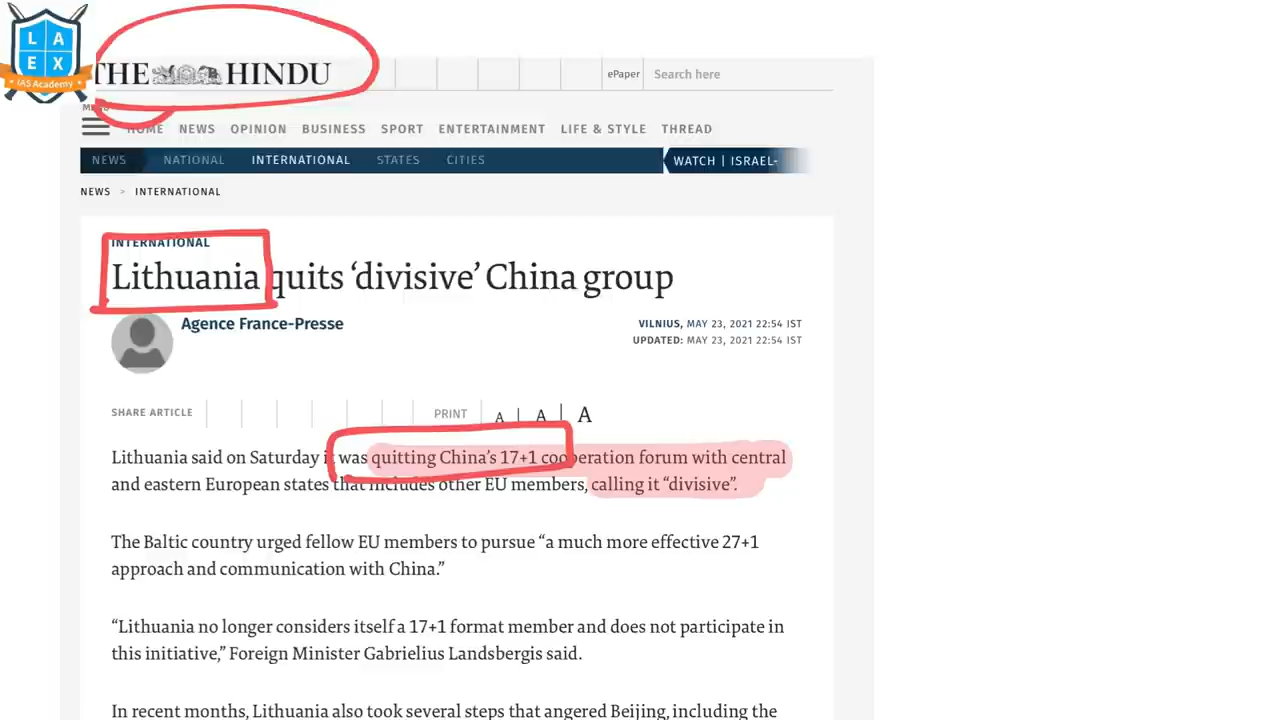 LAEX
IAS Academy
THE HINDU
ePaper
Search here
HOME NEWS OPINION BUSINESS SPORT ENTERTAINMENT LIFE & STYLE THREAD
NEWS NATIONAL INTERNATIONAL STATES CITIES WATCH | ISRAEL-
NEWS > INTERNATIONAL
INTERNATIONAL
Lithuania quits ‘divisive’ China group
Agence France-Presse
VILNIUS, MAY 23, 2021 22:54 IST
UPDATED: MAY 23, 2021 22:54 IST
SHARE ARTICLE PRINT A | A | A
Lithuania said on Saturday it was quitting China’s 17+1 cooperation forum with central
and eastern European states that includes other EU members, calling it “divisive”.
The Baltic country urged fellow EU members to pursue “a much more effective 27+1
approach and communication with China.”
“Lithuania no longer considers itself a 17+1 format member and does not participate in
this initiative,” Foreign Minister Gabrielius Landsbergis said.
In recent months, Lithuania also took several steps that angered Beijing, including the